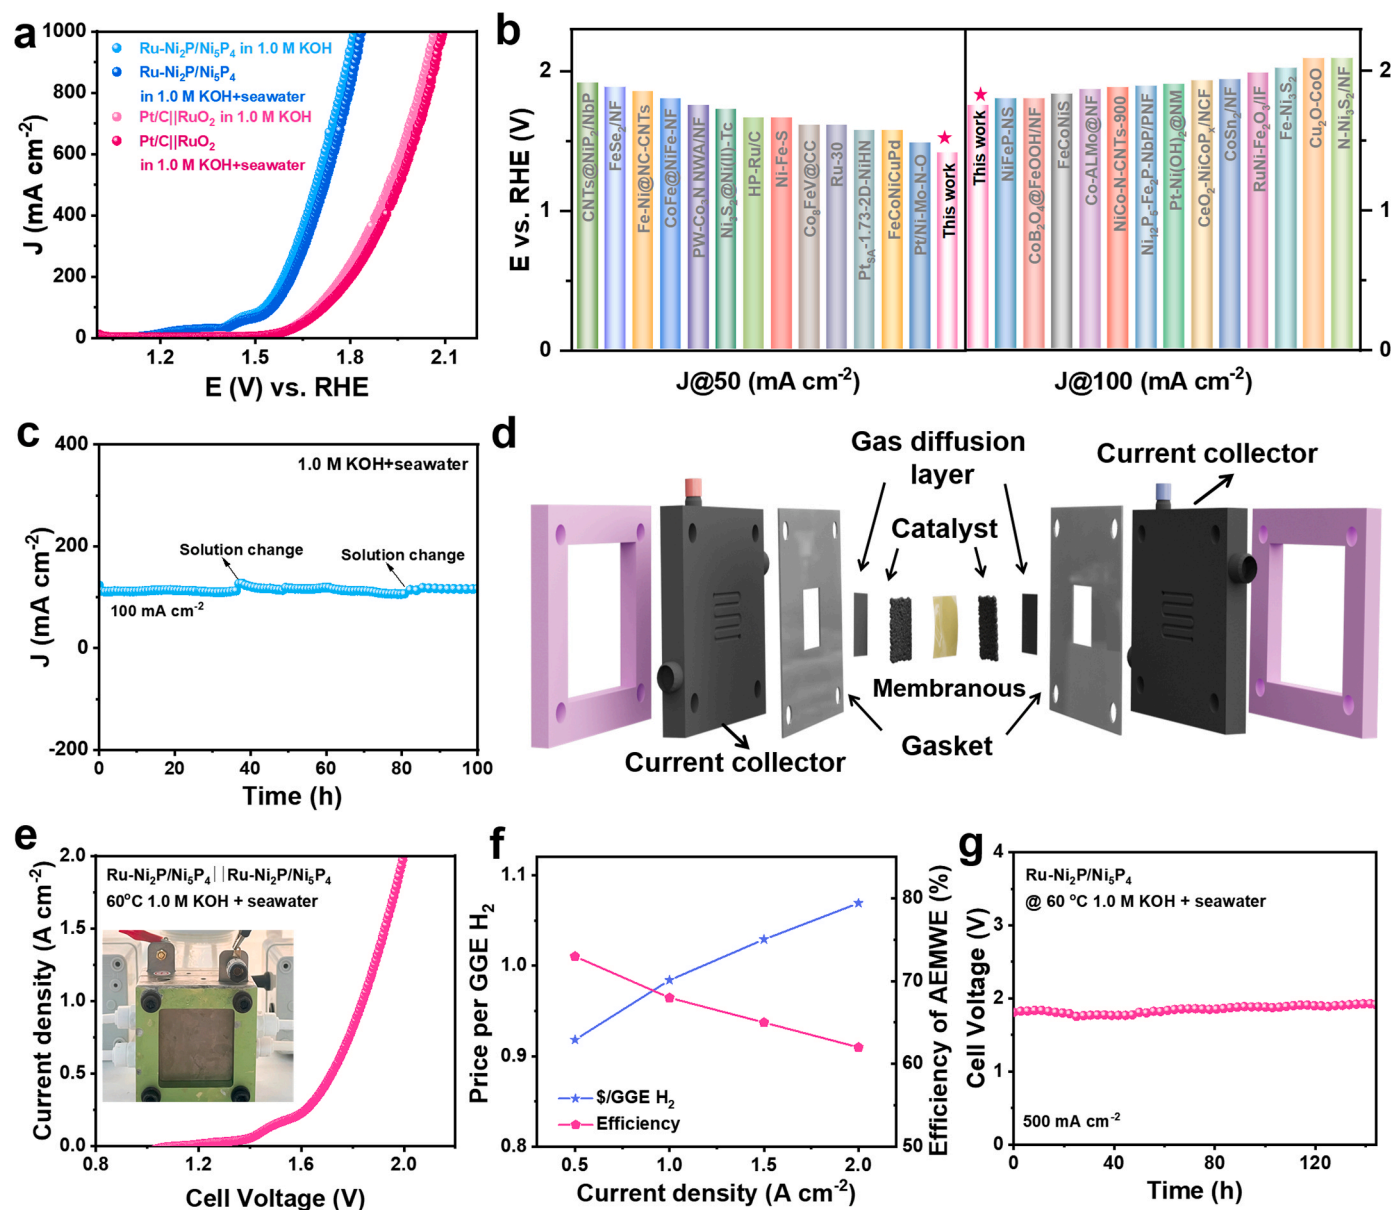 a
1000
800
600
400
200
0
J (mA cm⁻²)
Ru-Ni₂P/Ni₅P₄ in 1.0 M KOH
Ru-Ni₂P/Ni₅P₄
in 1.0 M KOH+seawater
Pt/C||RuO₂ in 1.0 M KOH
Pt/C||RuO₂
in 1.0 M KOH+seawater
1.2 1.5 1.8 2.1
E (V) vs. RHE
b
2
1
0
E vs. RHE (V)
CNTs@NiP₂/NbP
FeSe₂/NF
Fe-Ni@NC-CNTs
CoFe@NiFe-NF
PW-Co₃N NWA/NF
Ni₃S₂@Ni(II)-Tc
HP-Ru/C
Ni-Fe-S
Co₈FeV@CC
Ru-30
Pt_SA-1.73-2D-NiHN
FeCoNiCuPd
Pt/Ni-Mo-N-O
This work
This work
NiFeP-NS
CoB₂O₄@FeOOH/NF
FeCoNiS
Co-ALMo@NF
NiCo-N-CNTs-900
Ni₁₂P₅-Fe₂P-NbP/PNF
Pt-Ni(OH)₂@NM
CeO₂-NiCoPₓ/NCF
CoSn₂/NF
RuNi-Fe₂O₃/IF
Fe-Ni₃S₂
Cu₂O-CoO
N-Ni₃S₂/NF
2
1
0
J@50 (mA cm⁻²)
J@100 (mA cm⁻²)
c
400
200
0
-200
J (mA cm⁻²)
1.0 M KOH+seawater
Solution change
Solution change
100 mA cm⁻²
0 20 40 60 80 100
Time (h)
d
Gas diffusion
layer
Current collector
Catalyst
Membranous
Gasket
Current collector
e
2.0
1.5
1.0
0.5
0.0
Current density (A cm⁻²)
Ru-Ni₂P/Ni₅P₄||Ru-Ni₂P/Ni₅P₄
60°C 1.0 M KOH + seawater
0.8 1.2 1.6 2.0
Cell Voltage (V)
f
1.1
1.0
0.9
0.8
Price per GGE H₂
$/GGE H₂
Efficiency
80
70
60
50
Efficiency of AEMWE (%)
0.5 1.0 1.5 2.0
Current density (A cm⁻²)
g
4
3
2
1
0
Cell Voltage (V)
Ru-Ni₂P/Ni₅P₄
@ 60 °C 1.0 M KOH + seawater
500 mA cm⁻²
0 40 80 120
Time (h)